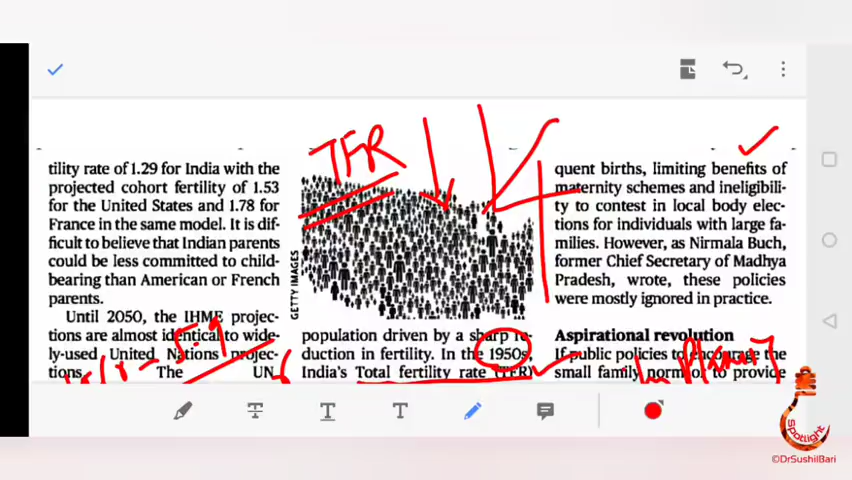 tility rate of 1.29 for India with the
projected cohort fertility of 1.53
for the United States and 1.78 for
France in the same model. It is dif-
ficult to believe that Indian parents
could be less committed to child-
bearing than American or French
parents.
Until 2050, the IHME projec-
tions are almost identical to wide-
ly-used United Nations projec-
tions. The UN
TFR
GETTY IMAGES
population driven by a sharp re-
duction in fertility. In the 1950s,
India's Total fertility rate (TFR)
quent births, limiting benefits of
maternity schemes and ineligibili-
ty to contest in local body elec-
tions for individuals with large fa-
milies. However, as Nirmala Buch,
former Chief Secretary of Madhya
Pradesh, wrote, these policies
were mostly ignored in practice.
Aspirational revolution
If public policies to encourage the
small family norm or to provide
5.9
T
T
Spotlight
©DrSushilBari